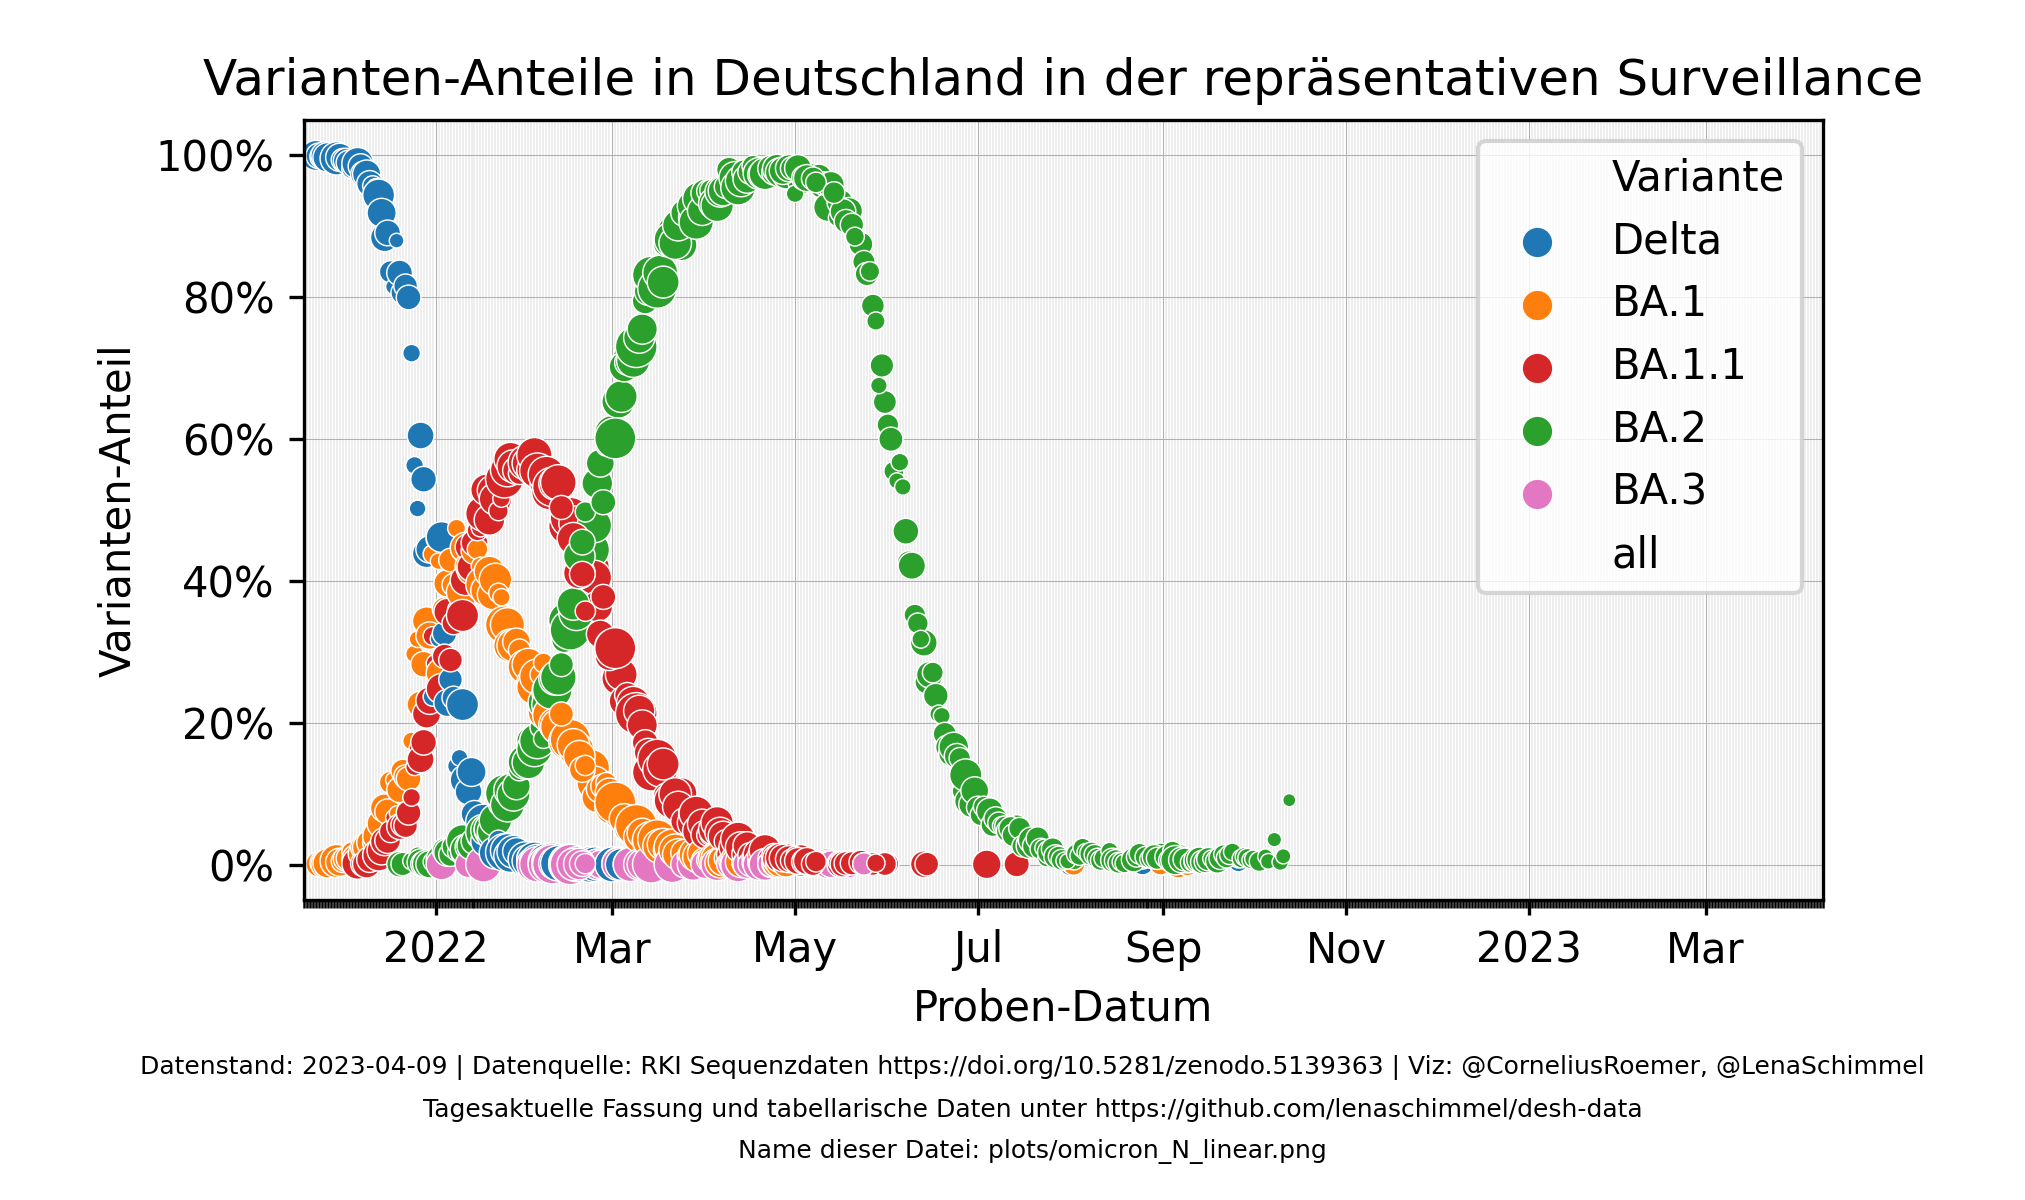 Varianten-Anteile in Deutschland in der repräsentativen Surveillance
100%
80%
60%
40%
20%
0%
Varianten-Anteil
Variante
Delta
BA.1
BA.1.1
BA.2
BA.3
all
2022 Mar May Jul Sep Nov 2023 Mar
Proben-Datum
Datenstand: 2023-04-09 | Datenquelle: RKI Sequenzdaten https://doi.org/10.5281/zenodo.5139363 | Viz: @CorneliusRoemer, @LenaSchimmel
Tagesaktuelle Fassung und tabellarische Daten unter https://github.com/lenaschimmel/desh-data
Name dieser Datei: plots/omicron_N_linear.png